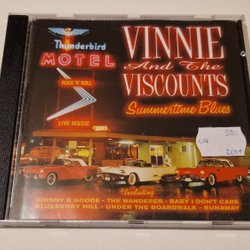 Thunderbird
MOTEL
ROCK 'N' ROLL
LIVE MUSIC
VINNIE
And The
VISCOUNTS
Summertime Blues
Including
JOHNNY B GOODE - THE WANDERER - BABY I DON'T CARE
BLUEBERRY HILL - UNDER THE BOARDWALK - RUNAWAY